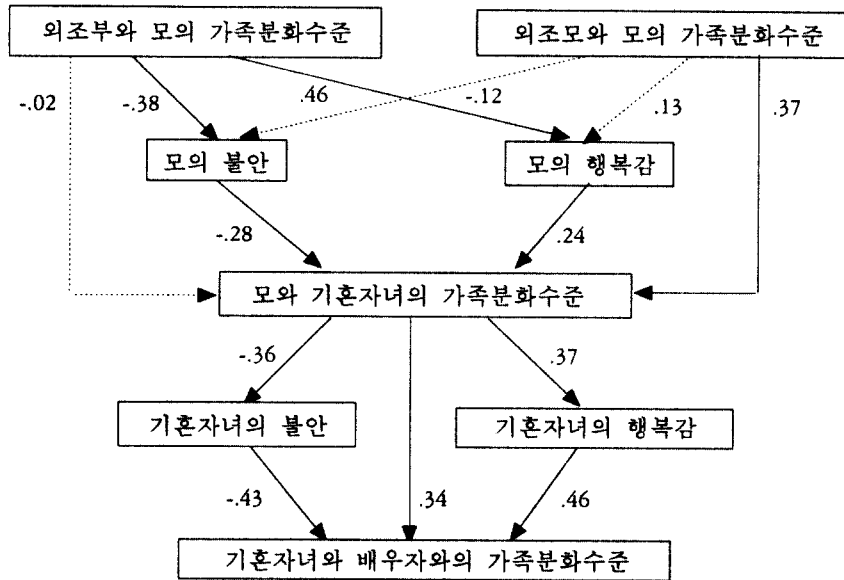 외조부와 모의 가족분화수준
외조모와 모의 가족분화수준
-.02
-.38
.46
-.12
.13
.37
모의 불안
모의 행복감
-.28
.24
모와 기혼자녀의 가족분화수준
-.36
.37
기혼자녀의 불안
기혼자녀의 행복감
-.43
.34
.46
기혼자녀와 배우자와의 가족분화수준